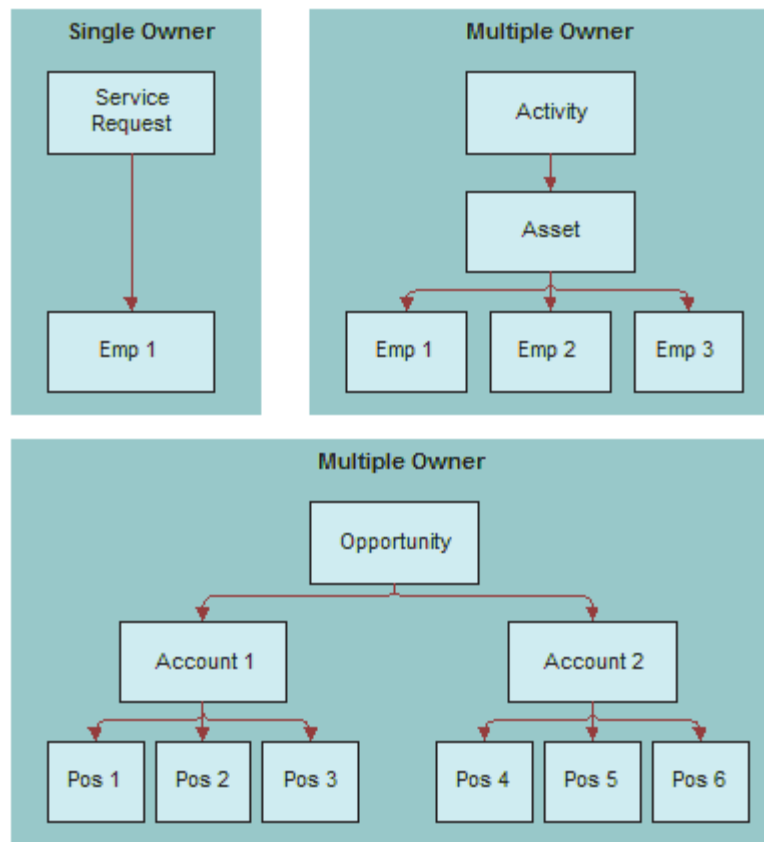 Single Owner
Service
Request
Emp 1
Multiple Owner
Activity
Asset
Emp 1
Emp 2
Emp 3
Multiple Owner
Opportunity
Account 1
Account 2
Pos 1
Pos 2
Pos 3
Pos 4
Pos 5
Pos 6